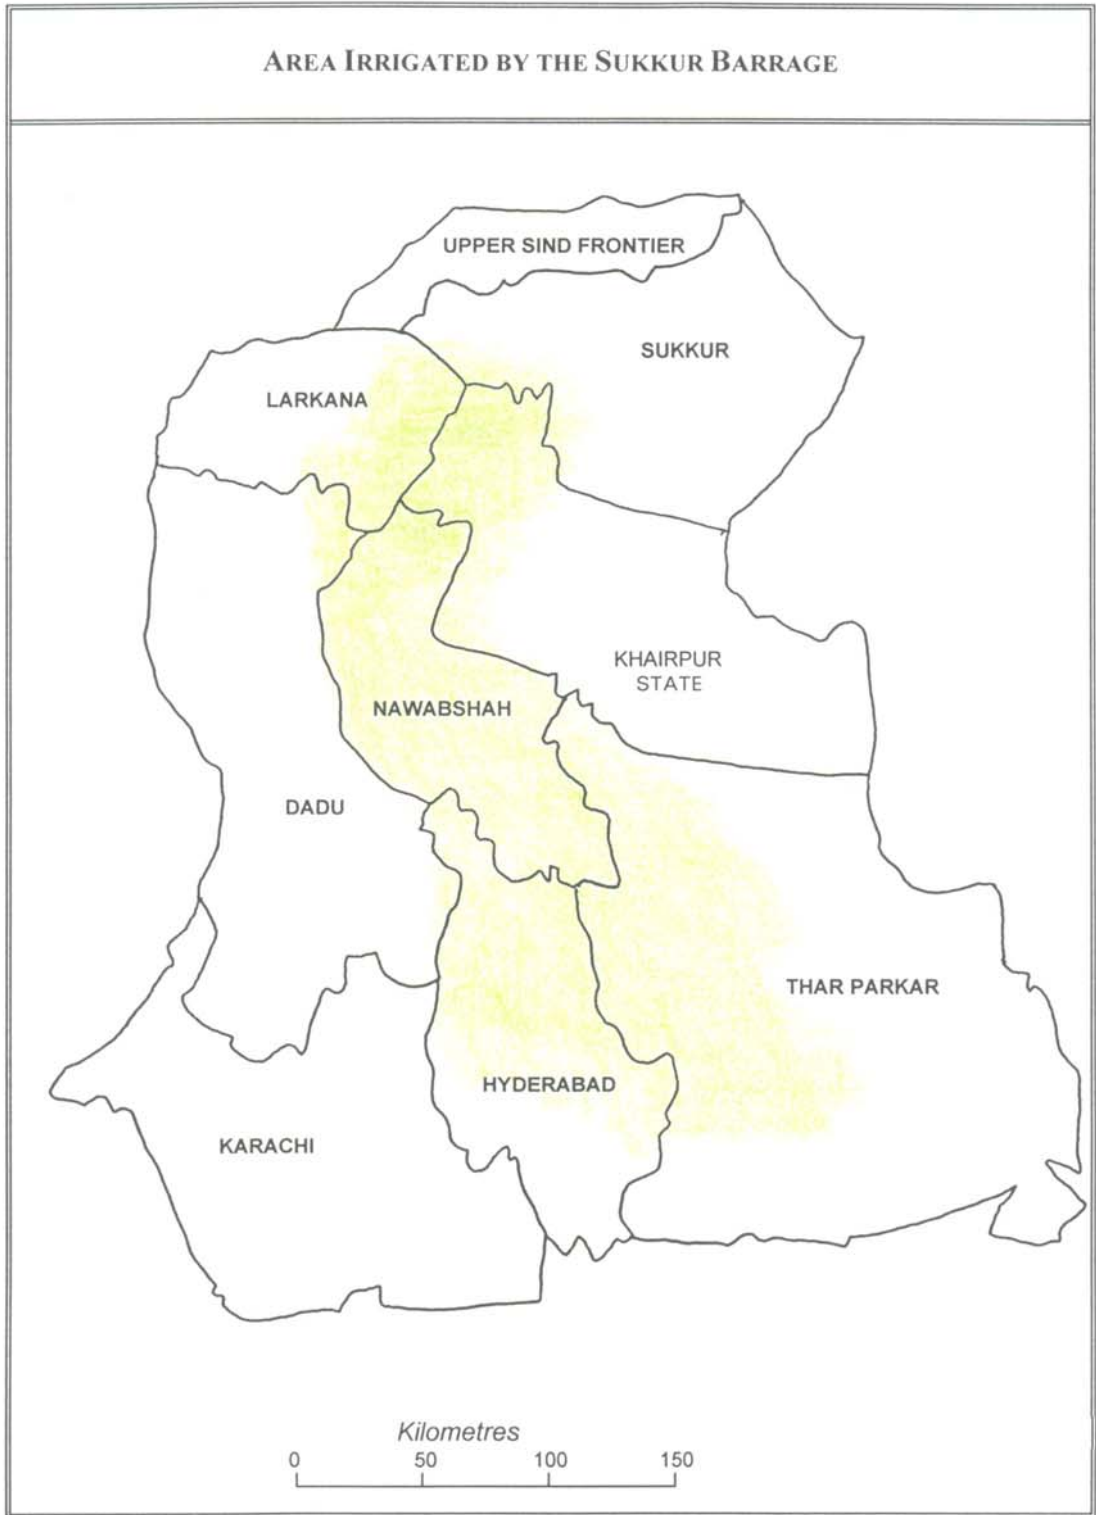 AREA IRRIGATED BY THE SUKKUR BARRAGE
UPPER SIND FRONTIER
SUKKUR
LARKANA
KHAIRPUR
STATE
NAWABSHAH
DADU
THAR PARKAR
HYDERABAD
KARACHI
Kilometres
0 50 100 150